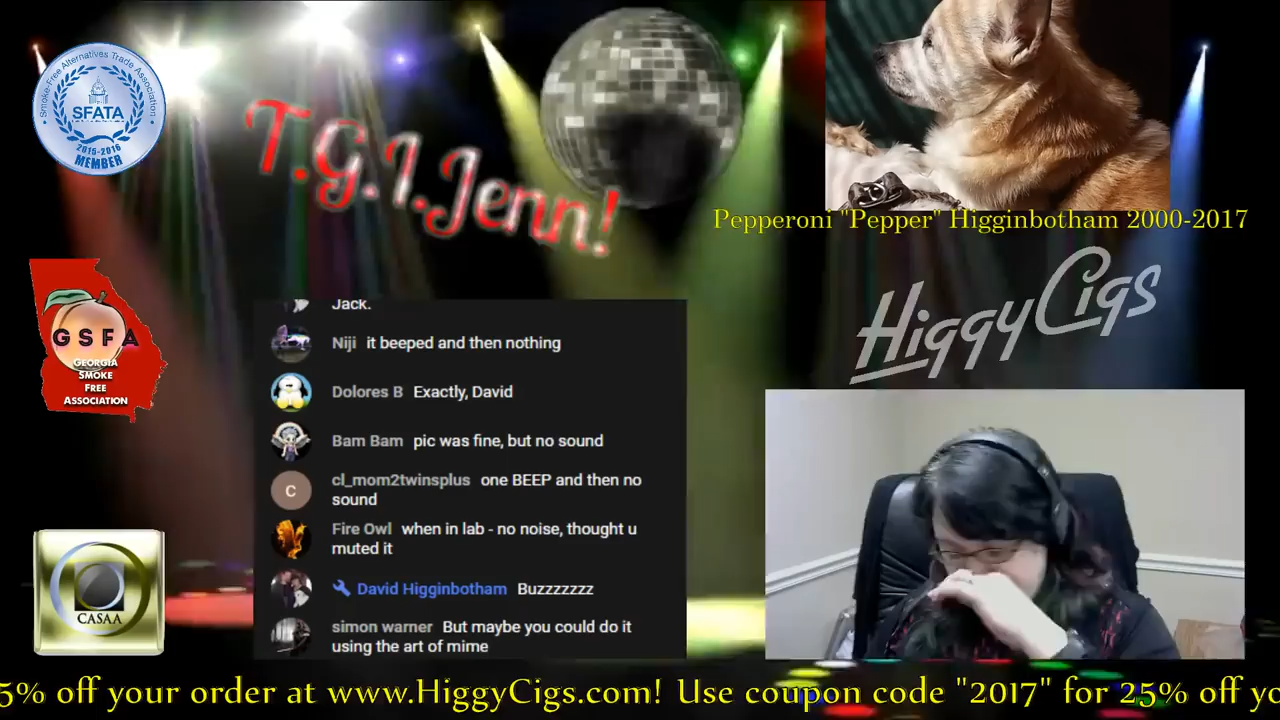 Smoke-Free Alternatives Trade Association
SFATA
2015-2016
MEMBER
T.G.I.Jenn!
Pepperoni "Pepper" Higginbotham 2000-2017
HiggyCigs
GSFA
GEORGIA
SMOKE
FREE
ASSOCIATION
CASAA
Jack.
Niji it beeped and then nothing
Dolores B Exactly, David
Bam Bam pic was fine, but no sound
C
cl_mom2twinsplus one BEEP and then no
sound
Fire Owl when in lab - no noise, thought u
muted it
David Higginbotham Buzzzzzzz
simon warner But maybe you could do it
using the art of mime
5% off your order at www.HiggyCigs.com! Use coupon code "2017" for 25% off yo